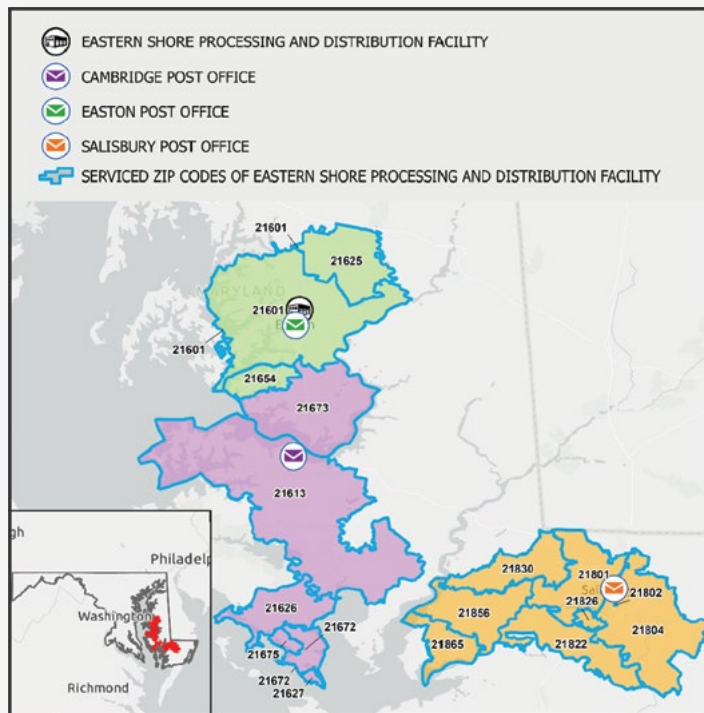 EASTERN SHORE PROCESSING AND DISTRIBUTION FACILITY
CAMBRIDGE POST OFFICE
EASTON POST OFFICE
SALISBURY POST OFFICE
SERVICED ZIP CODES OF EASTERN SHORE PROCESSING AND DISTRIBUTION FACILITY
21601
21625
MARYLAND
21601
21601
21654
21673
21613
21626
21672
21675
21672
21627
21830
21801
21802
21826
21856
21804
21865
21822
gh
Philadelp
Washington
Richmond